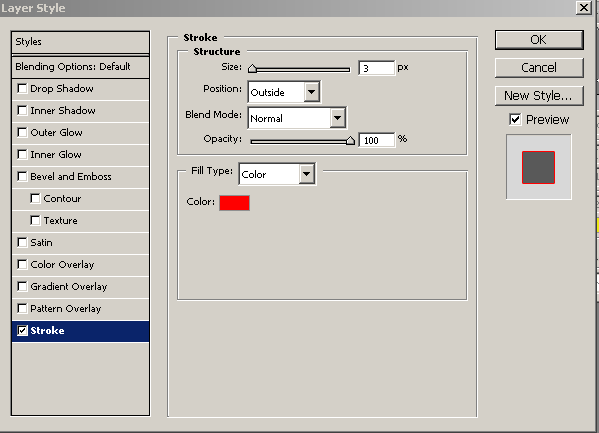 Layer Style
Styles
Blending Options: Default
Drop Shadow
Inner Shadow
Outer Glow
Inner Glow
Bevel and Emboss
Contour
Texture
Satin
Color Overlay
Gradient Overlay
Pattern Overlay
Stroke
Stroke
Structure
Size: 3 px
Position: Outside
Blend Mode: Normal
Opacity: 100 %
Fill Type: Color
Color:
OK
Cancel
New Style...
Preview